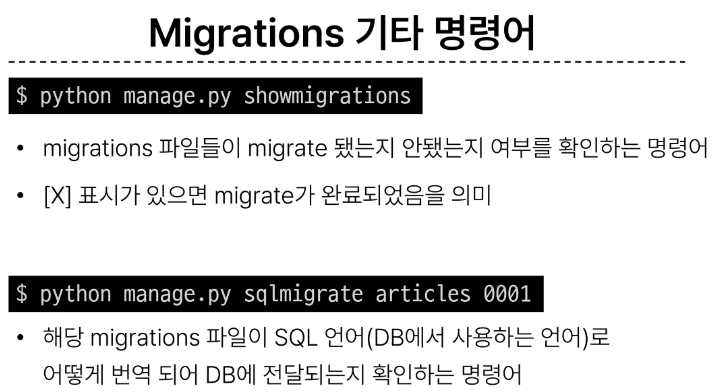 Migrations 기타 명령어
$ python manage.py showmigrations
• migrations 파일들이 migrate 됐는지 안됐는지 여부를 확인하는 명령어
• [X] 표시가 있으면 migrate가 완료되었음을 의미
$ python manage.py sqlmigrate articles 0001
• 해당 migrations 파일이 SQL 언어(DB에서 사용하는 언어)로
어떻게 번역 되어 DB에 전달되는지 확인하는 명령어